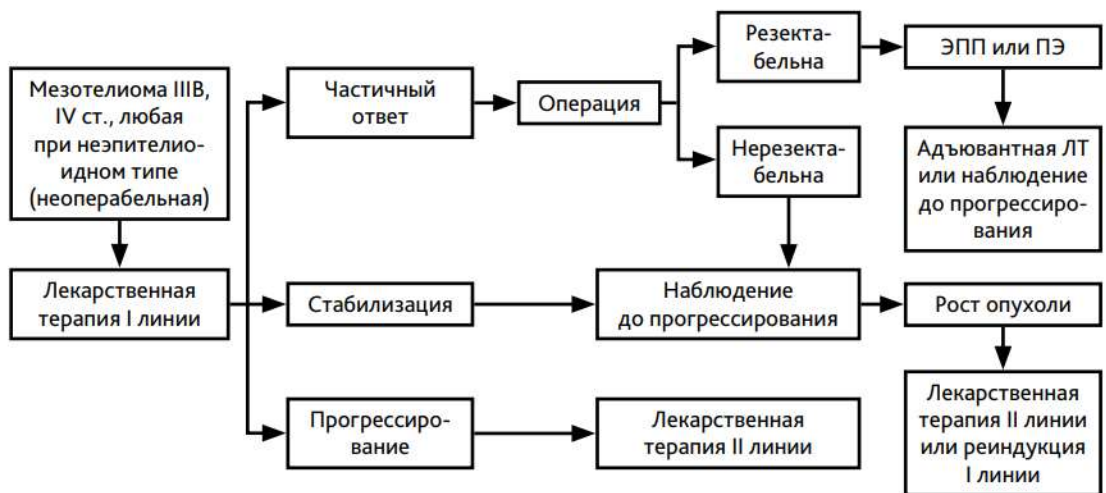 Мезотелиома IIIB,
IV ст., любая
при неэпителио-
идном типе
(неоперабельная)
Лекарственная
терапия I линии
Частичный
ответ
Операция
Резекта-
бельна
ЭПП или ПЭ
Адъювантная ЛТ
или наблюдение
до прогрессиро-
вания
Нерезекта-
бельна
Стабилизация
Наблюдение
до прогрессирования
Рост опухоли
Лекарственная
терапия II линии
или реиндукция
I линии
Прогрессиро-
вание
Лекарственная
терапия II линии